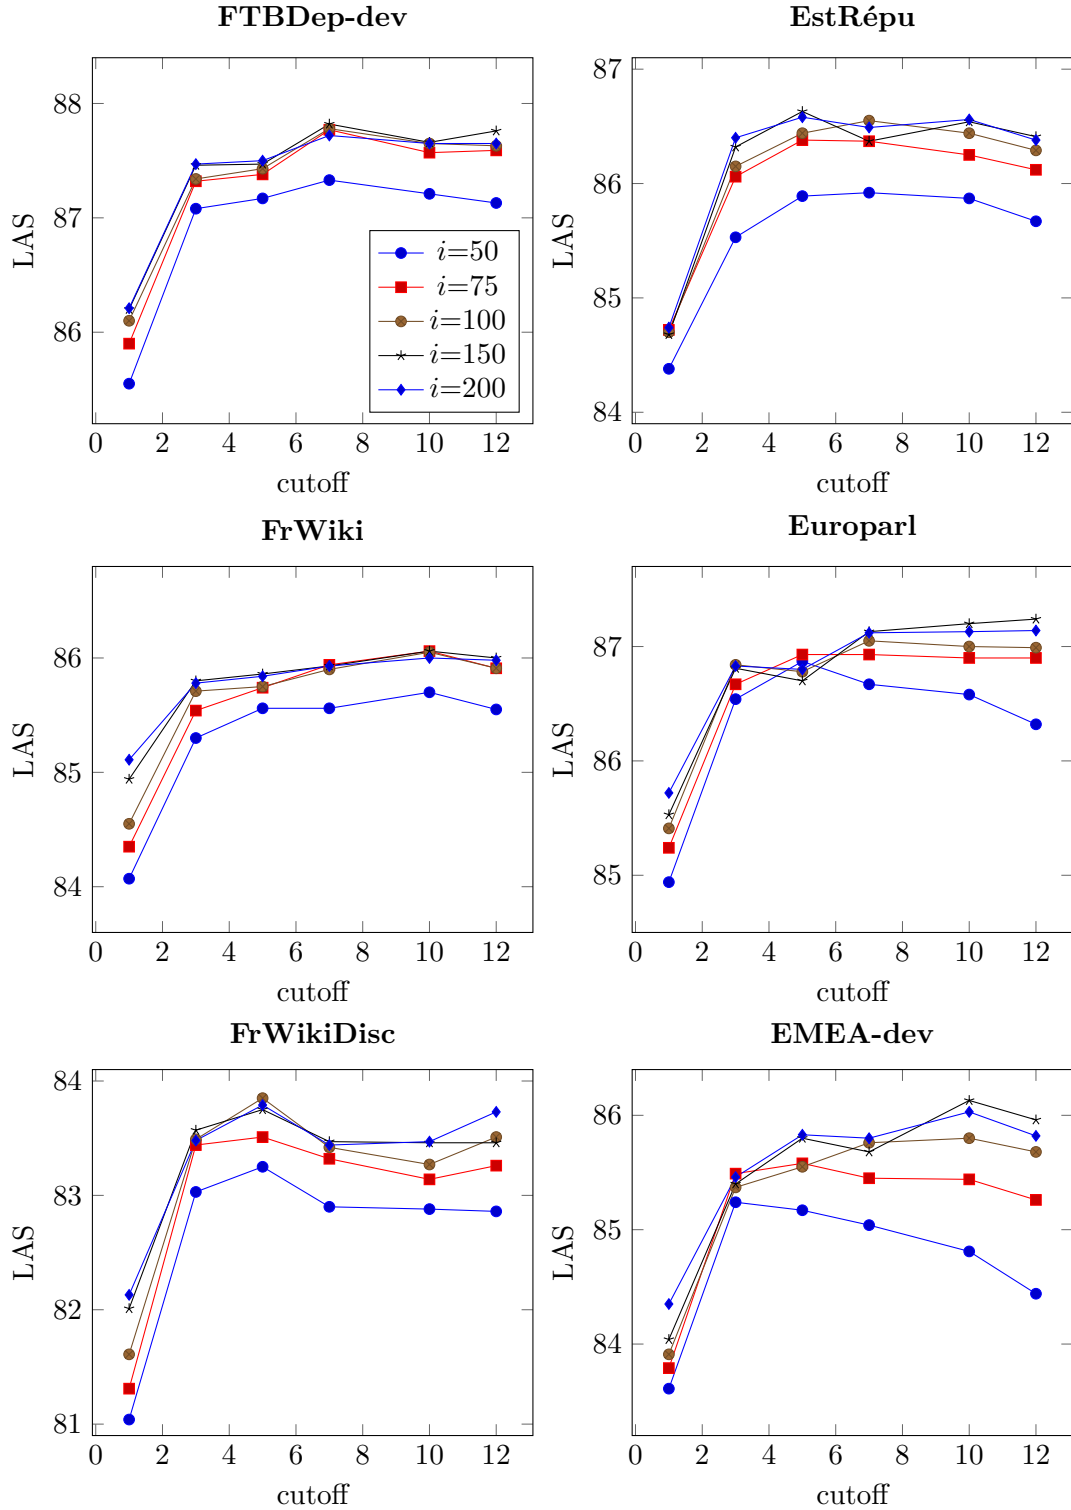 FTBDep-dev
88
87
86
LAS
0 2 4 6 8 10 12
cutoff
i=50
i=75
i=100
i=150
i=200
EstRépu
87
86
85
84
LAS
0 2 4 6 8 10 12
cutoff
FrWiki
86
85
84
LAS
0 2 4 6 8 10 12
cutoff
Europarl
87
86
85
LAS
0 2 4 6 8 10 12
cutoff
FrWikiDisc
84
83
82
81
LAS
0 2 4 6 8 10 12
cutoff
EMEA-dev
86
85
84
LAS
0 2 4 6 8 10 12
cutoff